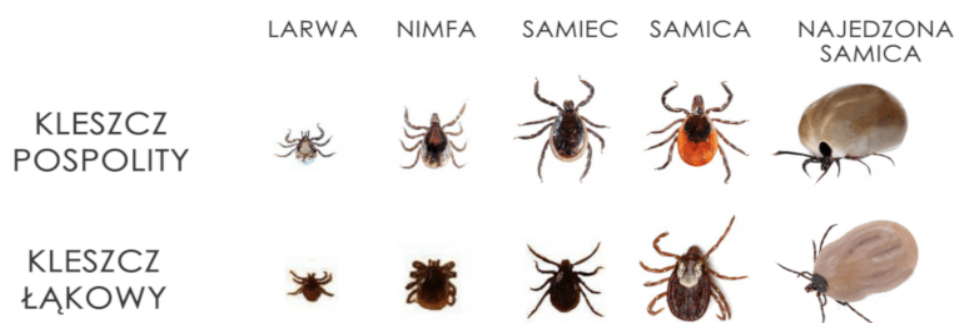 LARWA NIMFA SAMIEC SAMICA NAJEDZONA
SAMICA
KLESZCZ
POSPOLITY
KLESZCZ
ŁĄKOWY